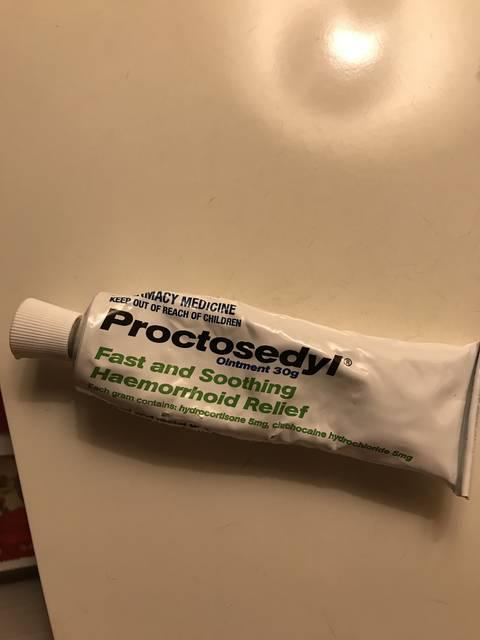 MACY MEDICINE
KEEP OUT OF REACH OF CHILDREN
Proctosedyl®
Ointment 30g
Fast and Soothing
Haemorrhoid Relief
Each gram contains: hydrocortisone 5mg, cinchocaine hydrochloride 5mg